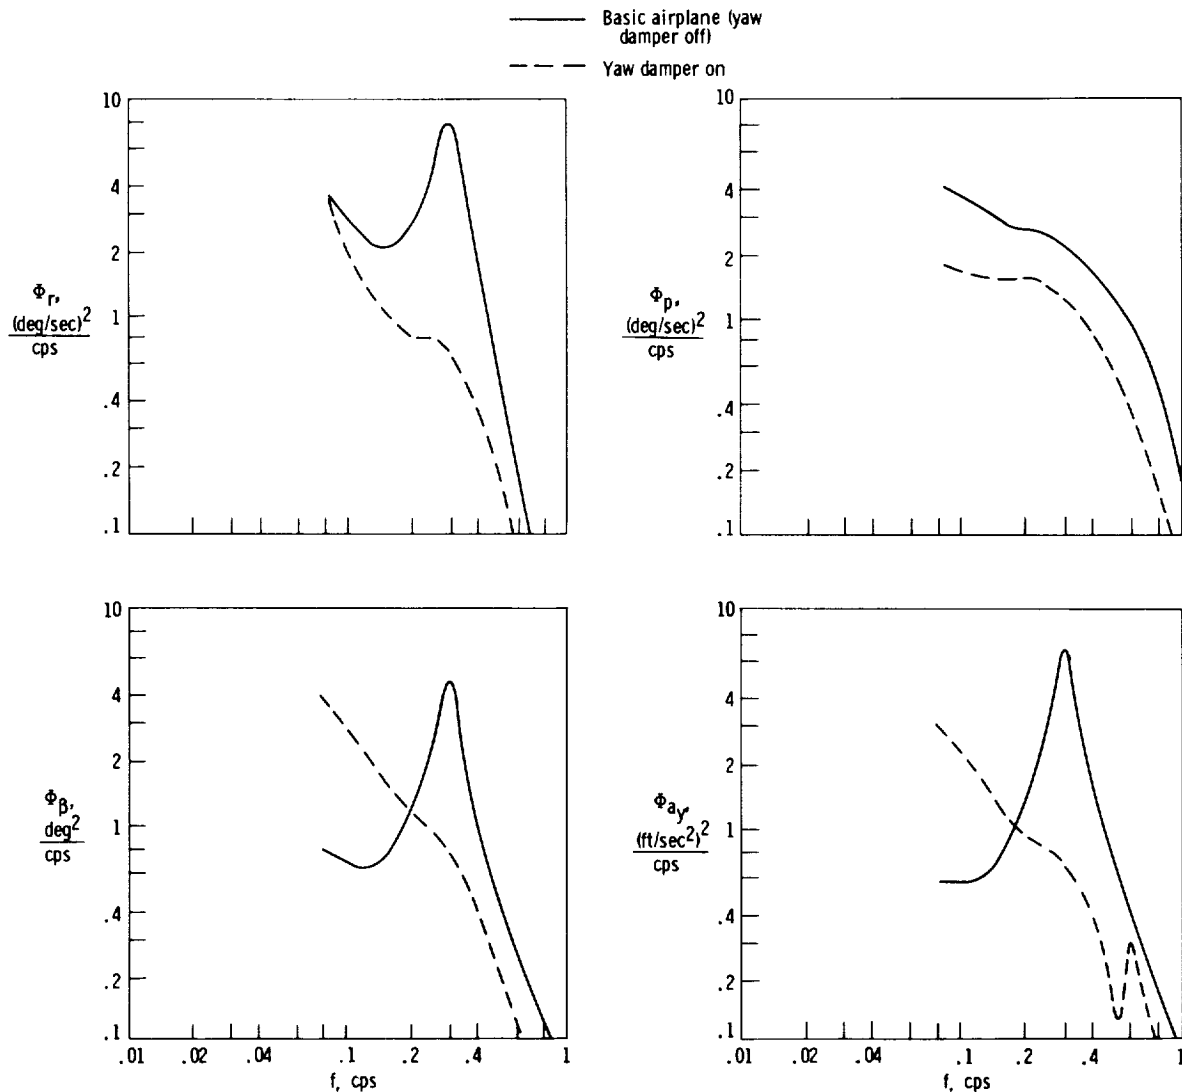 Basic airplane (yaw
damper off)
Yaw damper on
10
4
2
1
.4
.2
.1
Φr,
(deg/sec)2
cps
10
4
2
1
.4
.2
.1
Φp,
(deg/sec)2
cps
10
4
2
1
.4
.2
.1
Φβ,
deg2
cps
.01 .02 .04 .1 .2 .4 1
f, cps
10
4
2
1
.4
.2
.1
Φay,
(ft/sec2)2
cps
.01 .02 .04 .1 .2 .4 1
f, cps